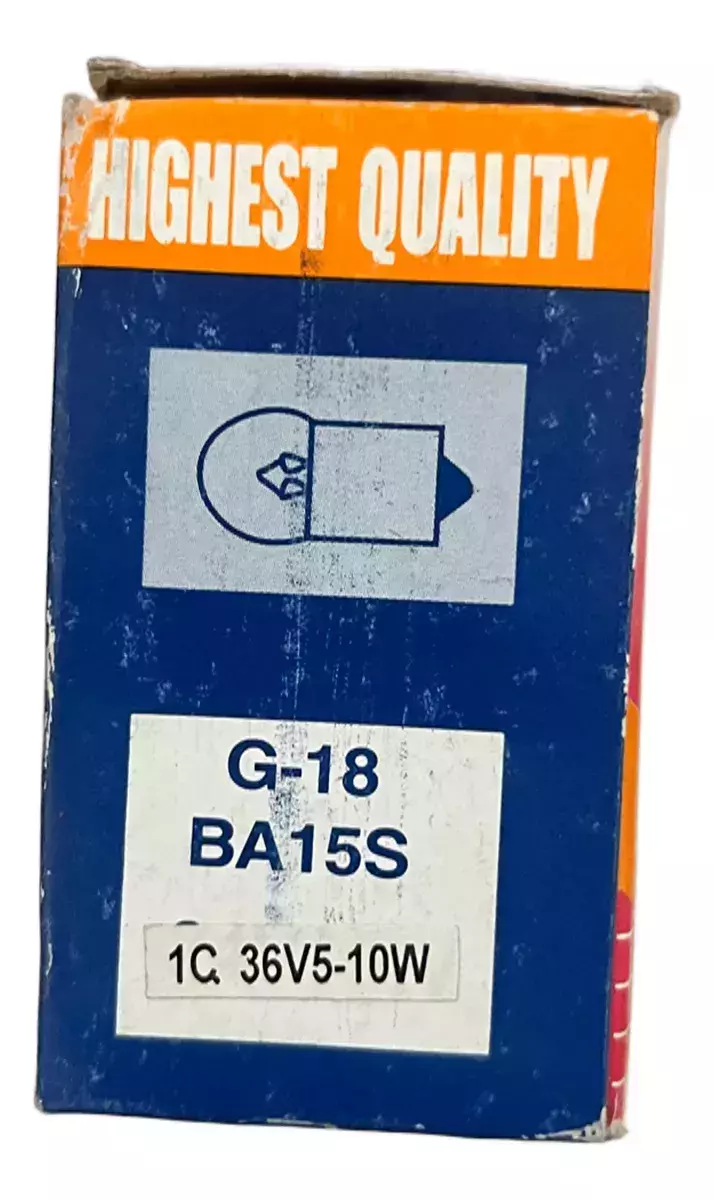 HIGHEST QUALITY
G-18
BA15S
1C. 36V5-10W